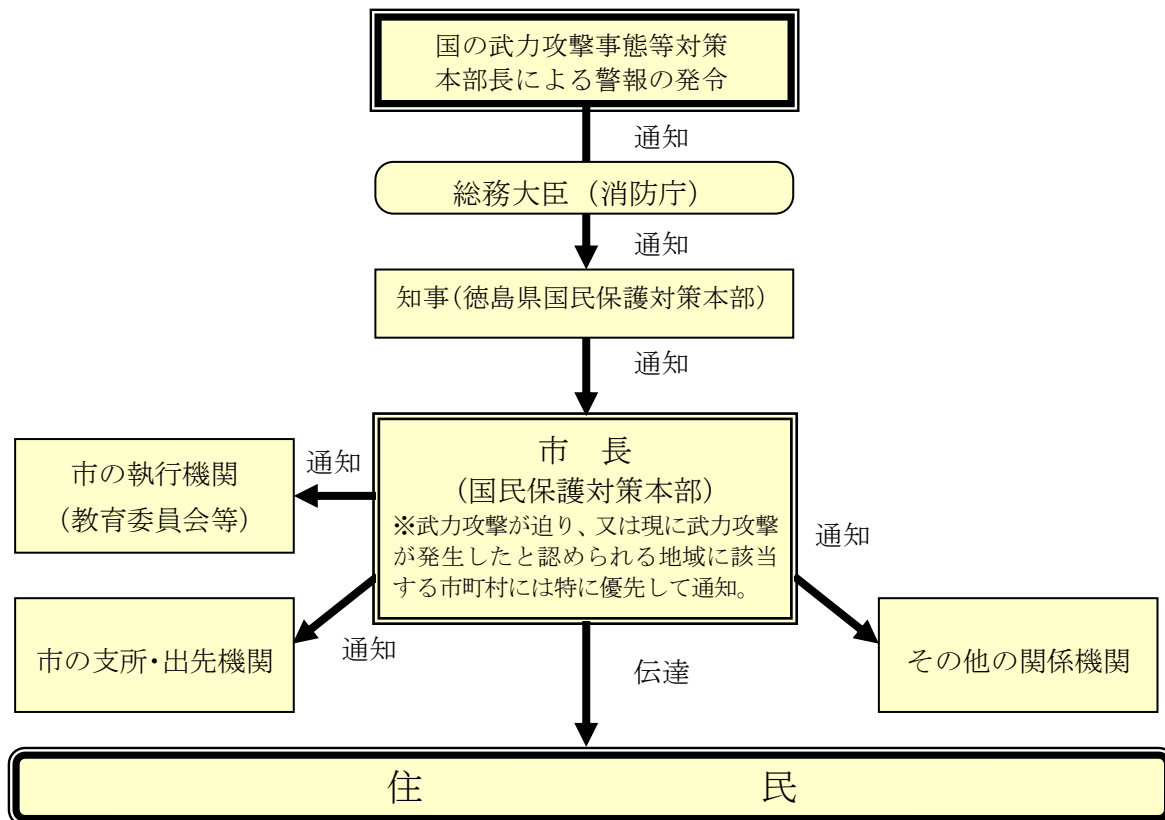 国の武力攻撃事態等対策
本部長による警報の発令
通知
総務大臣（消防庁）
通知
知事（徳島県国民保護対策本部）
通知
市　長
（国民保護対策本部）
※武力攻撃が迫り、又は現に武力攻撃
が発生したと認められる地域に該当
する市町村には特に優先して通知。
通知
市の執行機関
（教育委員会等）
通知
市の支所・出先機関
通知
その他の関係機関
伝達
住　民